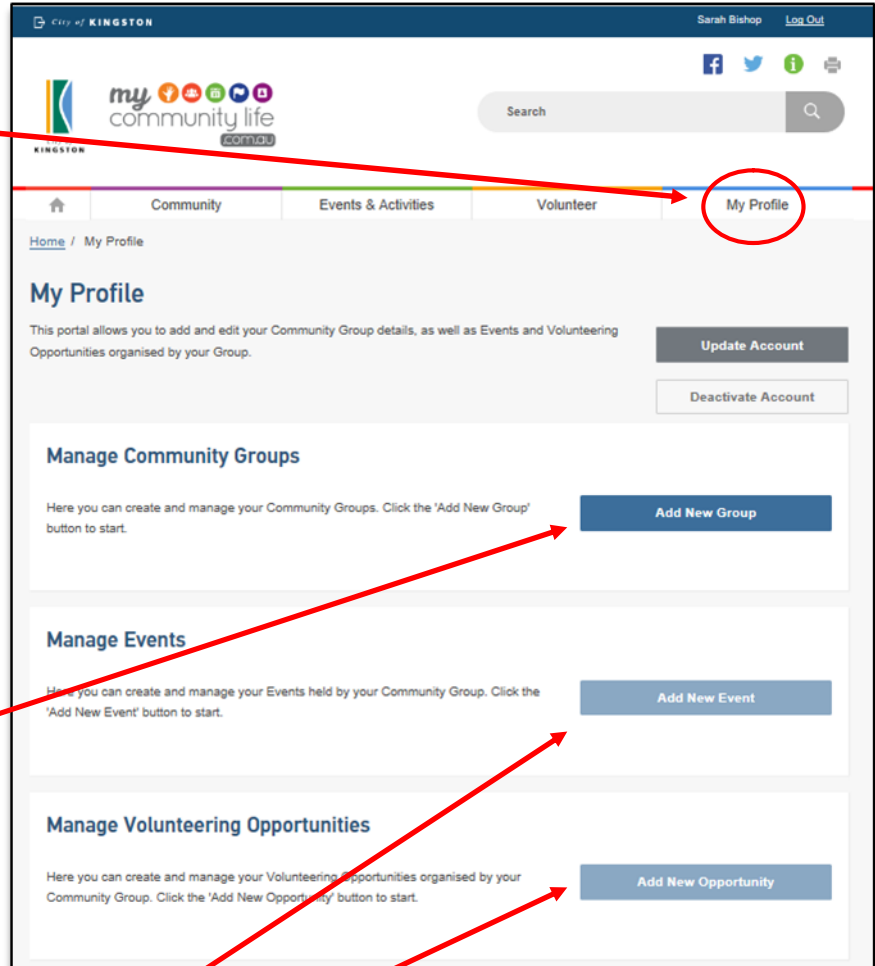 City of KINGSTON
Sarah Bishop Log Out
my
community life
.com.au
KINGSTON
Search
Community Events & Activities Volunteer My Profile
Home / My Profile
My Profile
This portal allows you to add and edit your Community Group details, as well as Events and Volunteering
Opportunities organised by your Group.
Update Account
Deactivate Account
Manage Community Groups
Here you can create and manage your Community Groups. Click the 'Add New Group'
button to start.
Add New Group
Manage Events
Here you can create and manage your Events held by your Community Group. Click the
'Add New Event' button to start.
Add New Event
Manage Volunteering Opportunities
Here you can create and manage your Volunteering Opportunities organised by your
Community Group. Click the 'Add New Opportunity' button to start.
Add New Opportunity